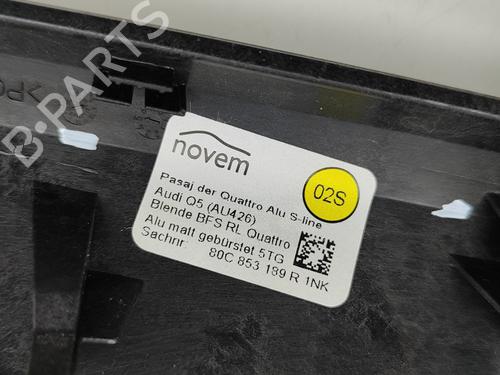 B-PARTS
novem
02S
Pasaj der Quattro Alu S-line
Audi Q5 (AU426)
Blende BFS RL Quattro
Alu matt gebürstet 5TG
Sachnr. 80C 853 189 R 1NK